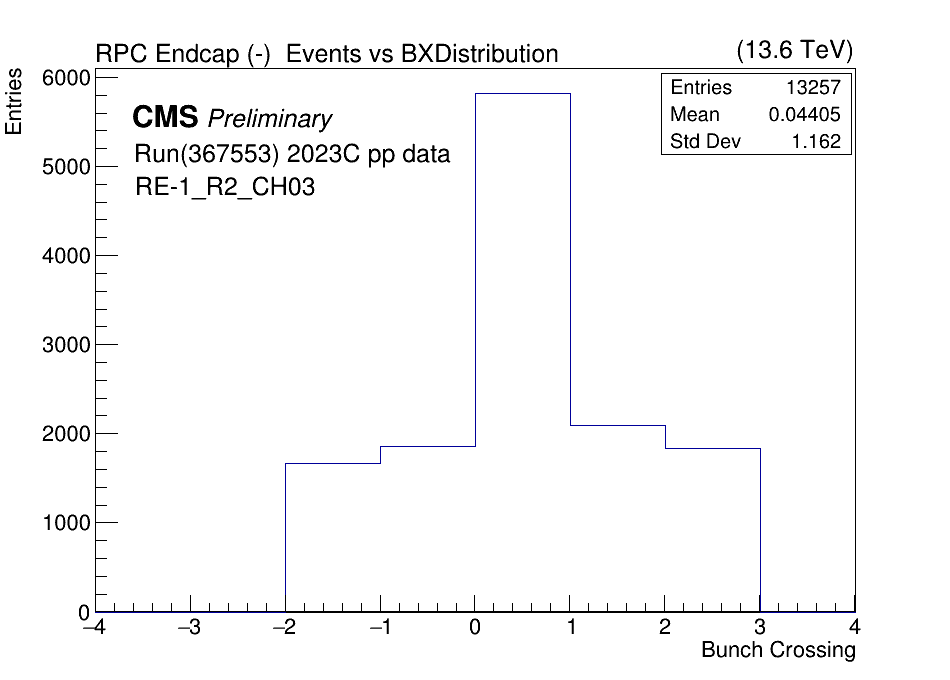 RPC Endcap (-)  Events vs BXDistribution
(13.6 TeV)
Entries
6000
5000
4000
3000
2000
1000
0
CMS Preliminary
Run(367553) 2023C pp data
RE-1_R2_CH03
Entries 13257
Mean 0.04405
Std Dev 1.162
−4 −3 −2 −1 0 1 2 3 4
Bunch Crossing